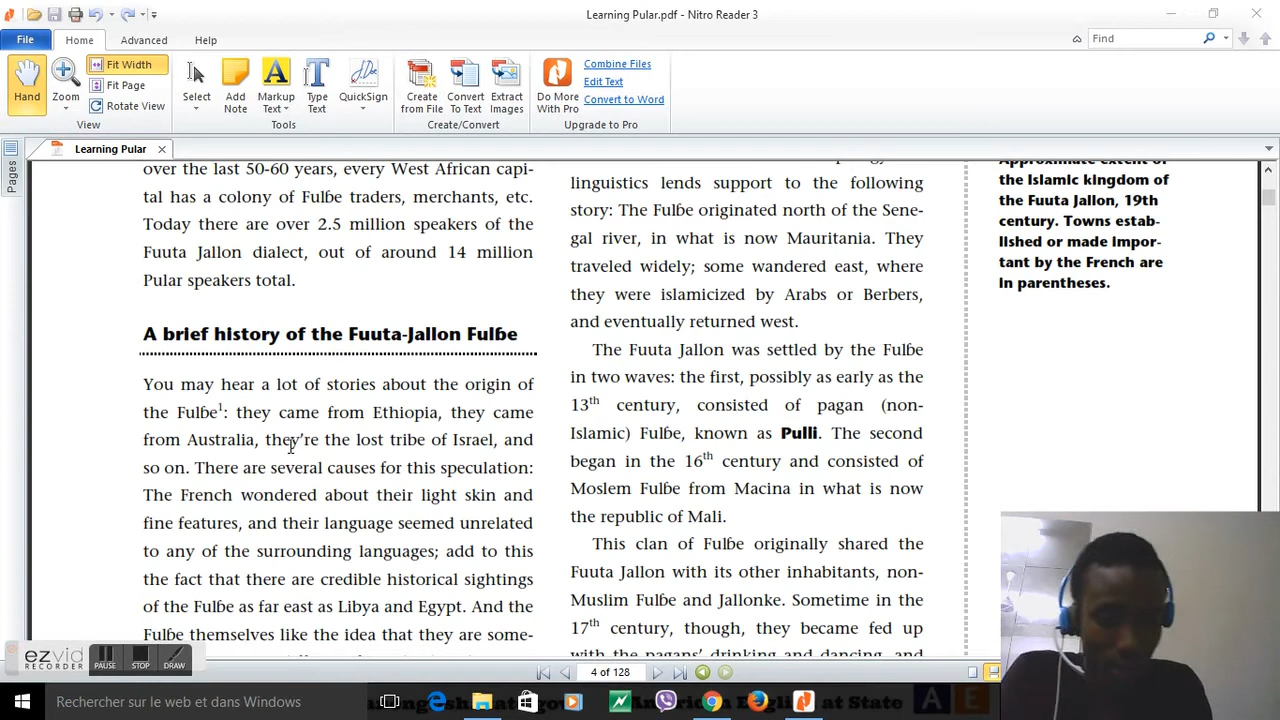 Learning Pular.pdf - Nitro Reader 3
File Home Advanced Help
Find
Hand
Zoom
Fit Width
Fit Page
Rotate View
View
Select
Add Note
Markup Text
Type Text
QuickSign
Tools
Create from File
Convert To Text
Extract Images
Create/Convert
Do More With Pro
Combine Files
Edit Text
Convert to Word
Upgrade to Pro
Learning Pular
Pages
over the last 50-60 years, every West African capi-
tal has a colony of Fulɓe traders, merchants, etc.
Today there are over 2.5 million speakers of the
Fuuta Jallon dialect, out of around 14 million
Pular speakers total.
A brief history of the Fuuta-Jallon Fulɓe
You may hear a lot of stories about the origin of
the Fulɓe1: they came from Ethiopia, they came
from Australia, they're the lost tribe of Israel, and
so on. There are several causes for this speculation:
The French wondered about their light skin and
fine features, and their language seemed unrelated
to any of the surrounding languages; add to this
the fact that there are credible historical sightings
of the Fulɓe as far east as Libya and Egypt. And the
Fulɓe themselves like the idea that they are some-
linguistics lends support to the following
story: The Fulɓe originated north of the Sene-
gal river, in what is now Mauritania. They
traveled widely; some wandered east, where
they were islamicized by Arabs or Berbers,
and eventually returned west.
The Fuuta Jallon was settled by the Fulɓe
in two waves: the first, possibly as early as the
13th century, consisted of pagan (non-
Islamic) Fulɓe, known as Pulli. The second
began in the 16th century and consisted of
Moslem Fulɓe from Macina in what is now
the republic of Mali.
This clan of Fulɓe originally shared the
Fuuta Jallon with its other inhabitants, non-
Muslim Fulɓe and Jallonke. Sometime in the
17th century, though, they became fed up
with the pagans' drinking and dancing, and
Approximate extent of
the Islamic kingdom of
the Fuuta Jallon, 19th
century. Towns estab-
lished or made impor-
tant by the French are
in parentheses.
ezvid
RECORDER
PAUSE
STOP
DRAW
4 of 128
Rechercher sur le web et dans Windows
American English at State
A E